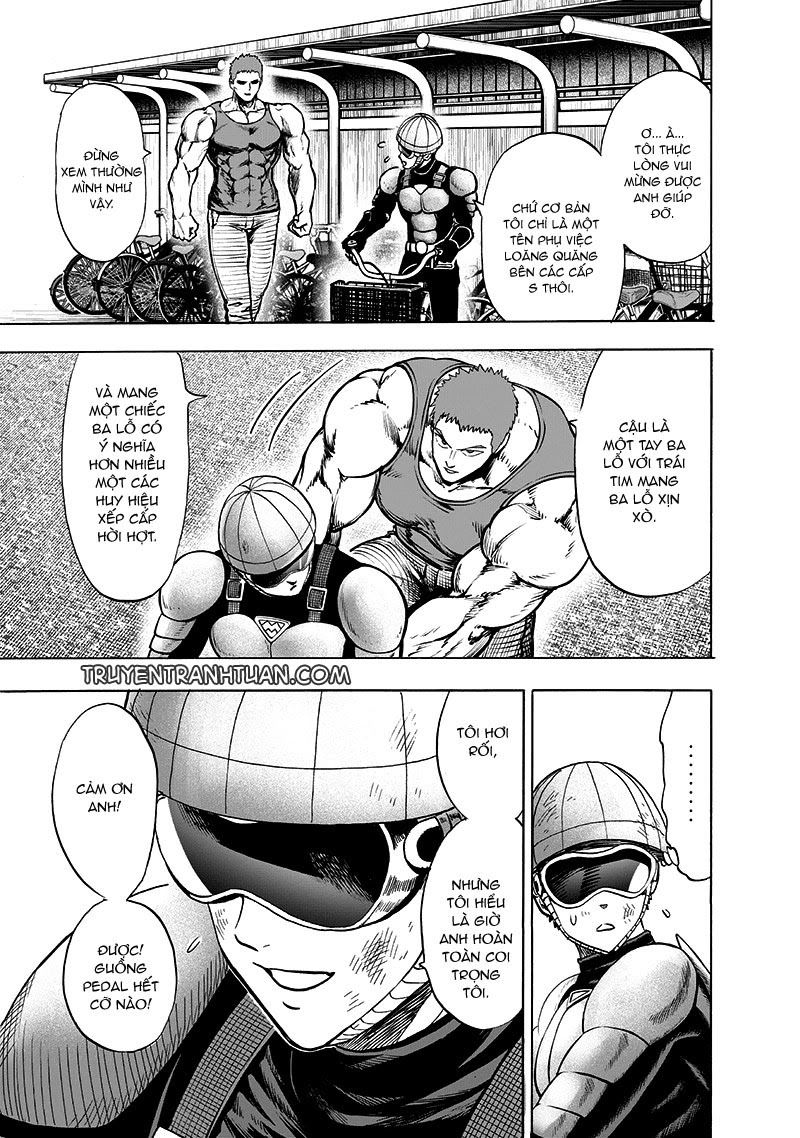 Ơ... À...
TÔI THỰC
LÒNG VUI
MỪNG ĐƯỢC
ANH GIÚP
ĐỠ.
CHỨ CƠ BẢN
TÔI CHỈ LÀ MỘT
TÊN PHỤ VIỆC
LOĂNG QUĂNG
BÊN CÁC CẤP
S THÔI.
ĐỪNG
XEM THƯỜNG
MÌNH NHƯ
VẬY.
CẬU LÀ
MỘT TAY BA
LÔ VỚI TRÁI
TIM MANG
BA LÔ XỊN
XÒ.
VÀ MANG
MỘT CHIẾC
BA LÔ CÓ
Ý NGHĨA
HƠN NHIỀU
MỘT CÁC
HUY HIỆU
XẾP CẤP
HỜI HỢT.
TRUYENTRANHTUAN.COM
.........
TÔI HƠI
RỐI,
NHƯNG
TÔI HIỂU
LÀ GIỜ
ANH HOÀN
TOÀN COI
TRỌNG
TÔI.
CẢM ƠN
ANH!
ĐƯỢC!
GUỒNG
PEDAL HẾT
CỠ NÀO!